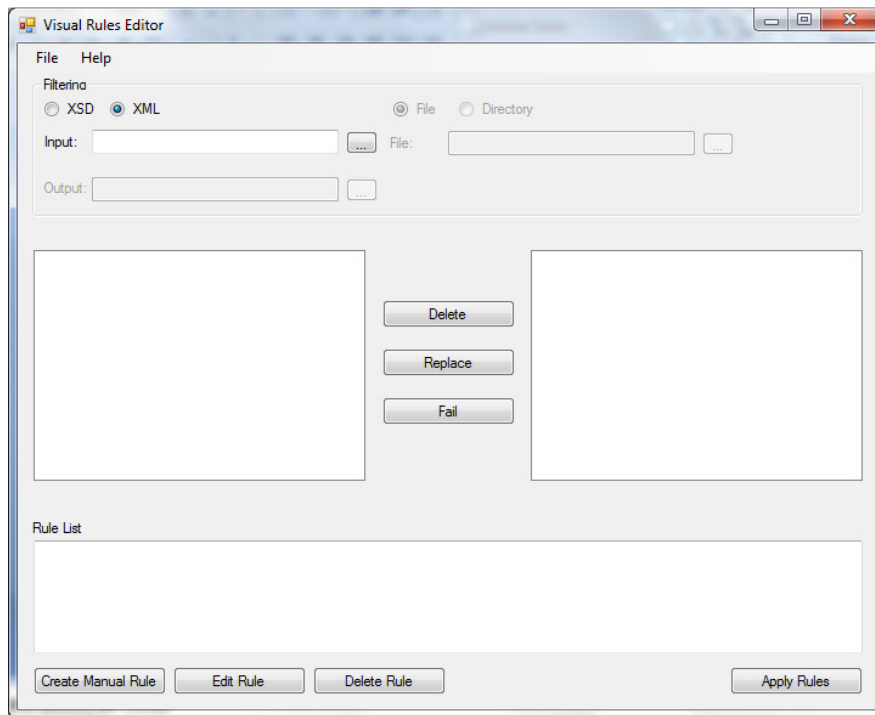 Visual Rules Editor
File Help
Filtering
XSD XML File Directory
Input: ... File: ...
Output: ...
Delete
Replace
Fail
Rule List
Create Manual Rule Edit Rule Delete Rule Apply Rules